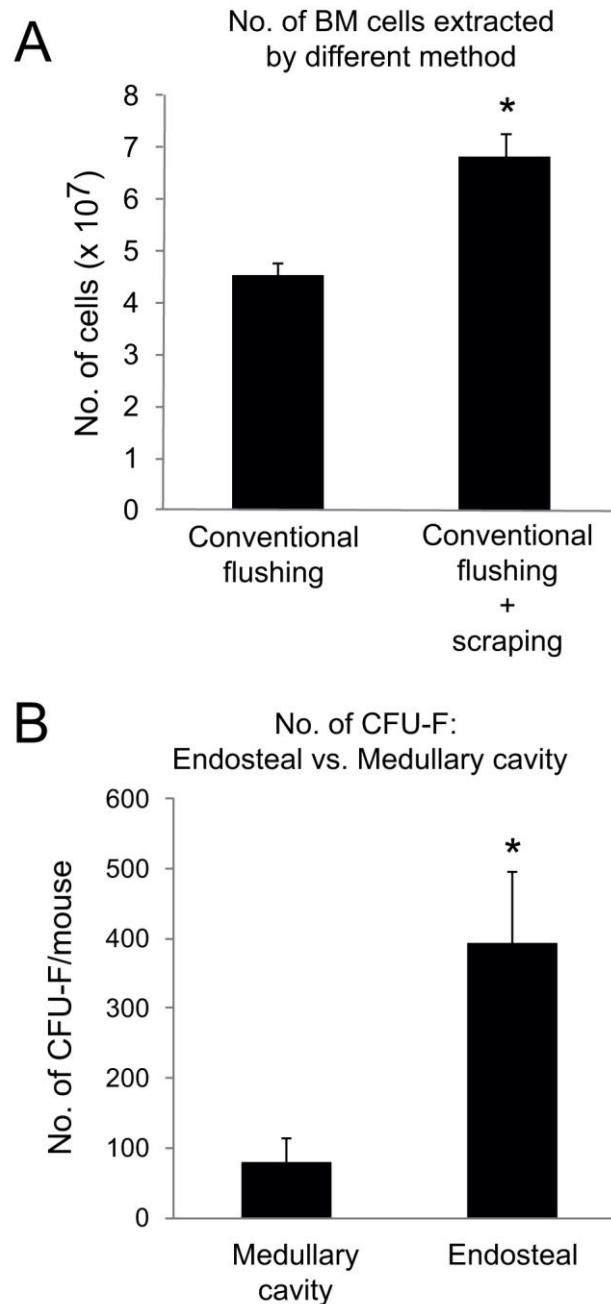 A
No. of BM cells extracted
by different method
8
7
6
5
4
3
2
1
0
No. of cells (x 10⁷)
*
Conventional
flushing
Conventional
flushing
+
scraping
B
No. of CFU-F:
Endosteal vs. Medullary cavity
600
500
400
300
200
100
0
No. of CFU-F/mouse
*
Medullary
cavity
Endosteal